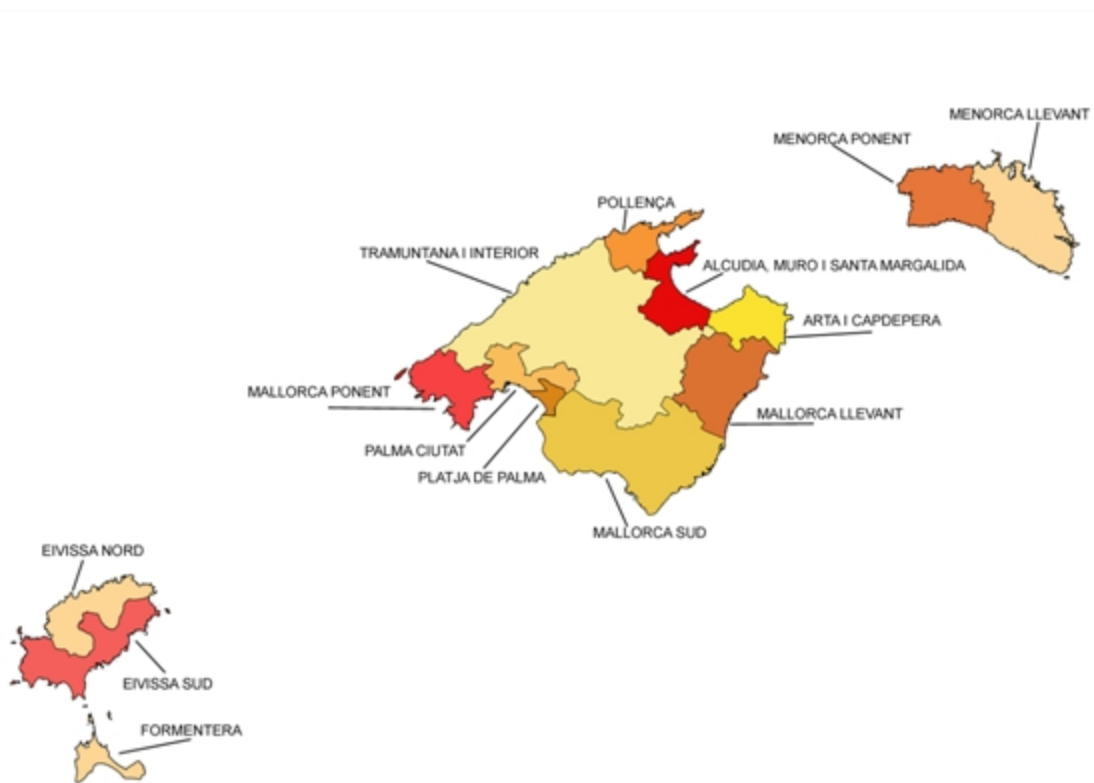 MENORCA LLEVANT
MENORCA PONENT
POLLENÇA
TRAMUNTANA I INTERIOR
ALCUDIA, MURO I SANTA MARGALIDA
ARTA I CAPDEPERA
MALLORCA PONENT
MALLORCA LLEVANT
PALMA CIUTAT
PLATJA DE PALMA
MALLORCA SUD
EIVISSA NORD
EIVISSA SUD
FORMENTERA